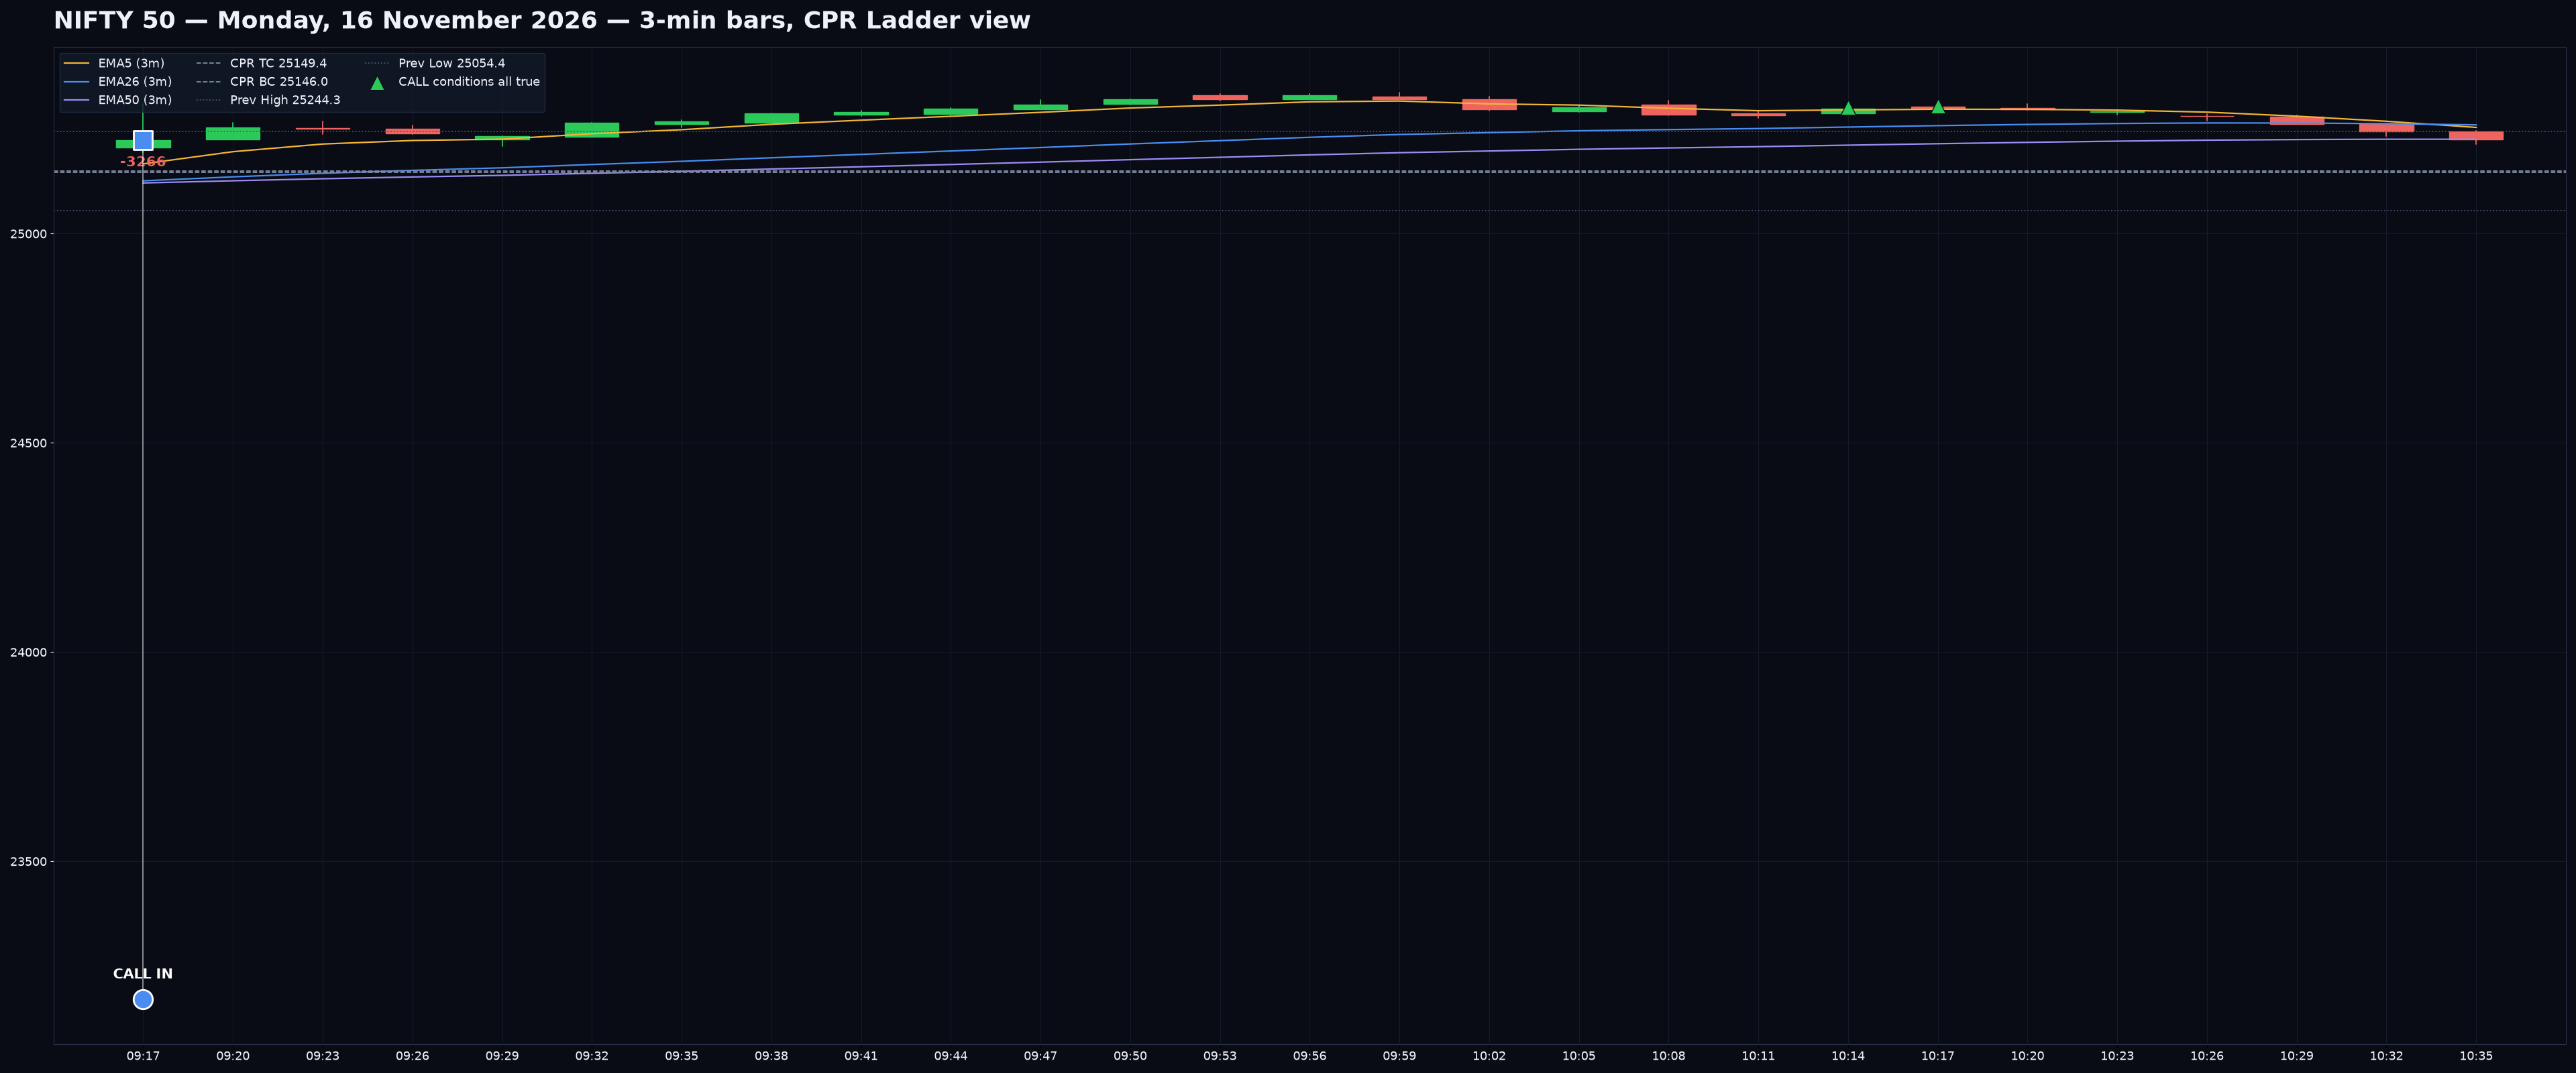 NIFTY 50 — Monday, 16 November 2026 — 3-min bars, CPR Ladder view
EMA5 (3m)
EMA26 (3m)
EMA50 (3m)
CPR TC 25149.4
CPR BC 25146.0
Prev High 25244.3
Prev Low 25054.4
CALL conditions all true
-3266
25000
24500
24000
23500
CALL IN
09:17 09:20 09:23 09:26 09:29 09:32 09:35 09:38 09:41 09:44 09:47 09:50 09:53 09:56 09:59 10:02 10:05 10:08 10:11 10:14 10:17 10:20 10:23 10:26 10:29 10:32 10:35